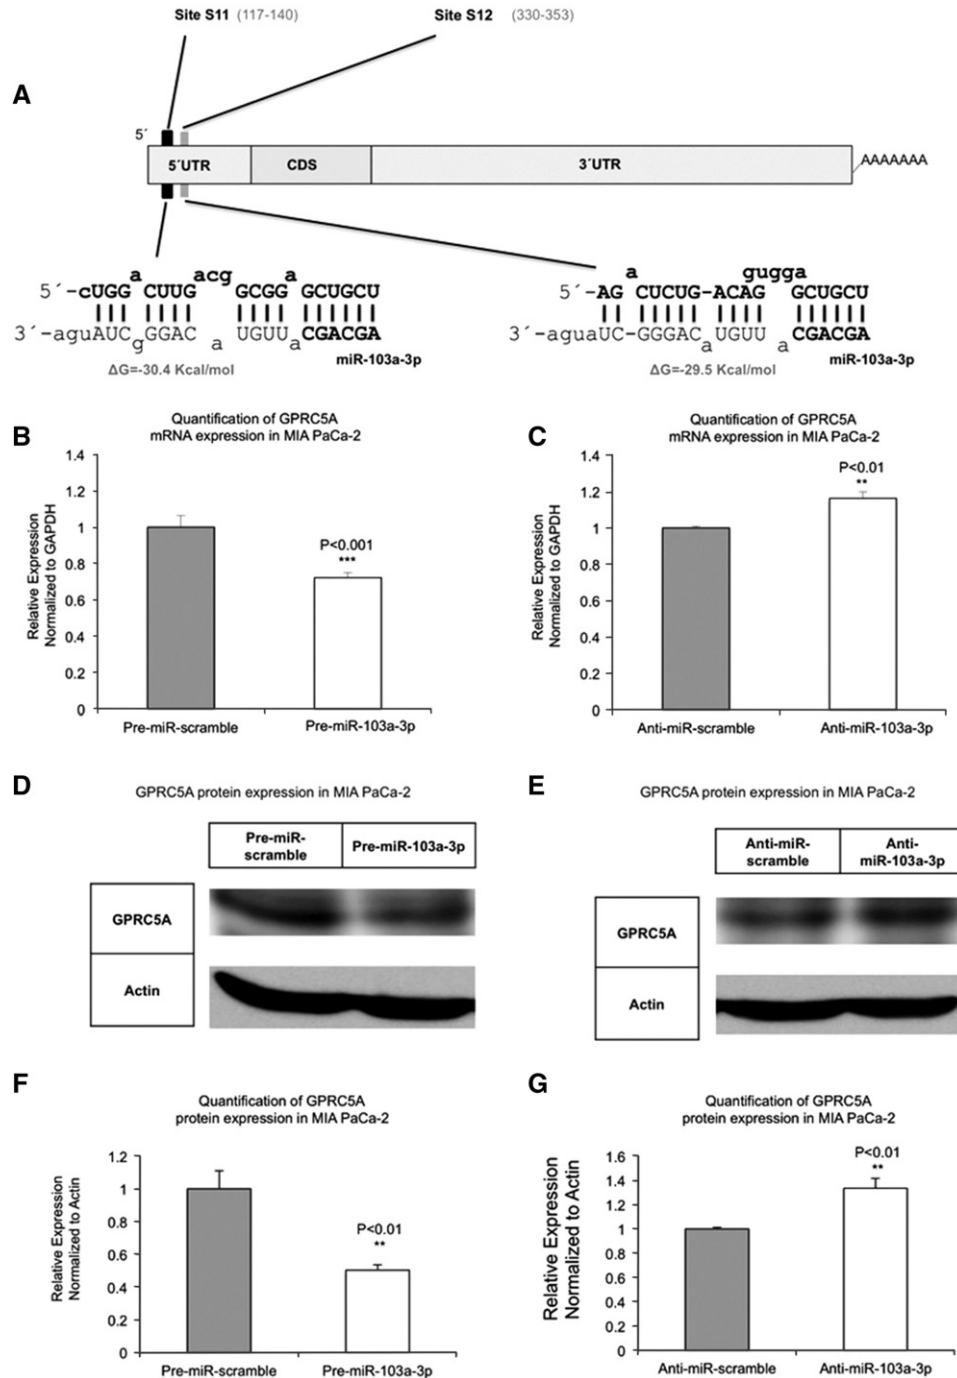 Site S11 (117-140)
Site S12 (330-353)
A
5´
5´UTR
CDS
3´UTR
AAAAAAA
a acg a
5´-cUGG CUUG GCGG GCUGCU
3´-aguAUC GGAC UGUU CGACGA
g a a
miR-103a-3p
ΔG=-30.4 Kcal/mol
a gugga
5´-AG CUCUG-ACAG GCUGCU
3´-aguaUC-GGGAC UGUU CGACGA
a a
miR-103a-3p
ΔG=-29.5 Kcal/mol
B
Quantification of GPRC5A
mRNA expression in MIA PaCa-2
Relative Expression
Normalized to GAPDH
1.4
1.2
1
0.8
0.6
0.4
0.2
0
P<0.001
***
Pre-miR-scramble
Pre-miR-103a-3p
C
Quantification of GPRC5A
mRNA expression in MIA PaCa-2
Relative Expression
Normalized to GAPDH
1.4
1.2
1
0.8
0.6
0.4
0.2
0
P<0.01
**
Anti-miR-scramble
Anti-miR-103a-3p
D
GPRC5A protein expression in MIA PaCa-2
Pre-miR-
scramble
Pre-miR-103a-3p
GPRC5A
Actin
E
GPRC5A protein expression in MIA PaCa-2
Anti-miR-
scramble
Anti-
miR-103a-3p
GPRC5A
Actin
F
Quantification of GPRC5A
protein expression in MIA PaCa-2
Relative Expression
Normalized to Actin
1.2
1
0.8
0.6
0.4
0.2
0
P<0.01
**
Pre-miR-scramble
Pre-miR-103a-3p
G
Quantification of GPRC5A
protein expression in MIA PaCa-2
Relative Expression
Normalized to Actin
1.6
1.4
1.2
1
0.8
0.6
0.4
0.2
0
P<0.01
**
Anti-miR-scramble
Anti-miR-103a-3p